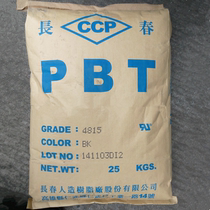 長 CCP 春
PBT
GRADE: 4815
COLOR: BK
LOT NO: 141103DI2
NET.WT: 25 KGS.
長春人造樹脂廠股份有限公司